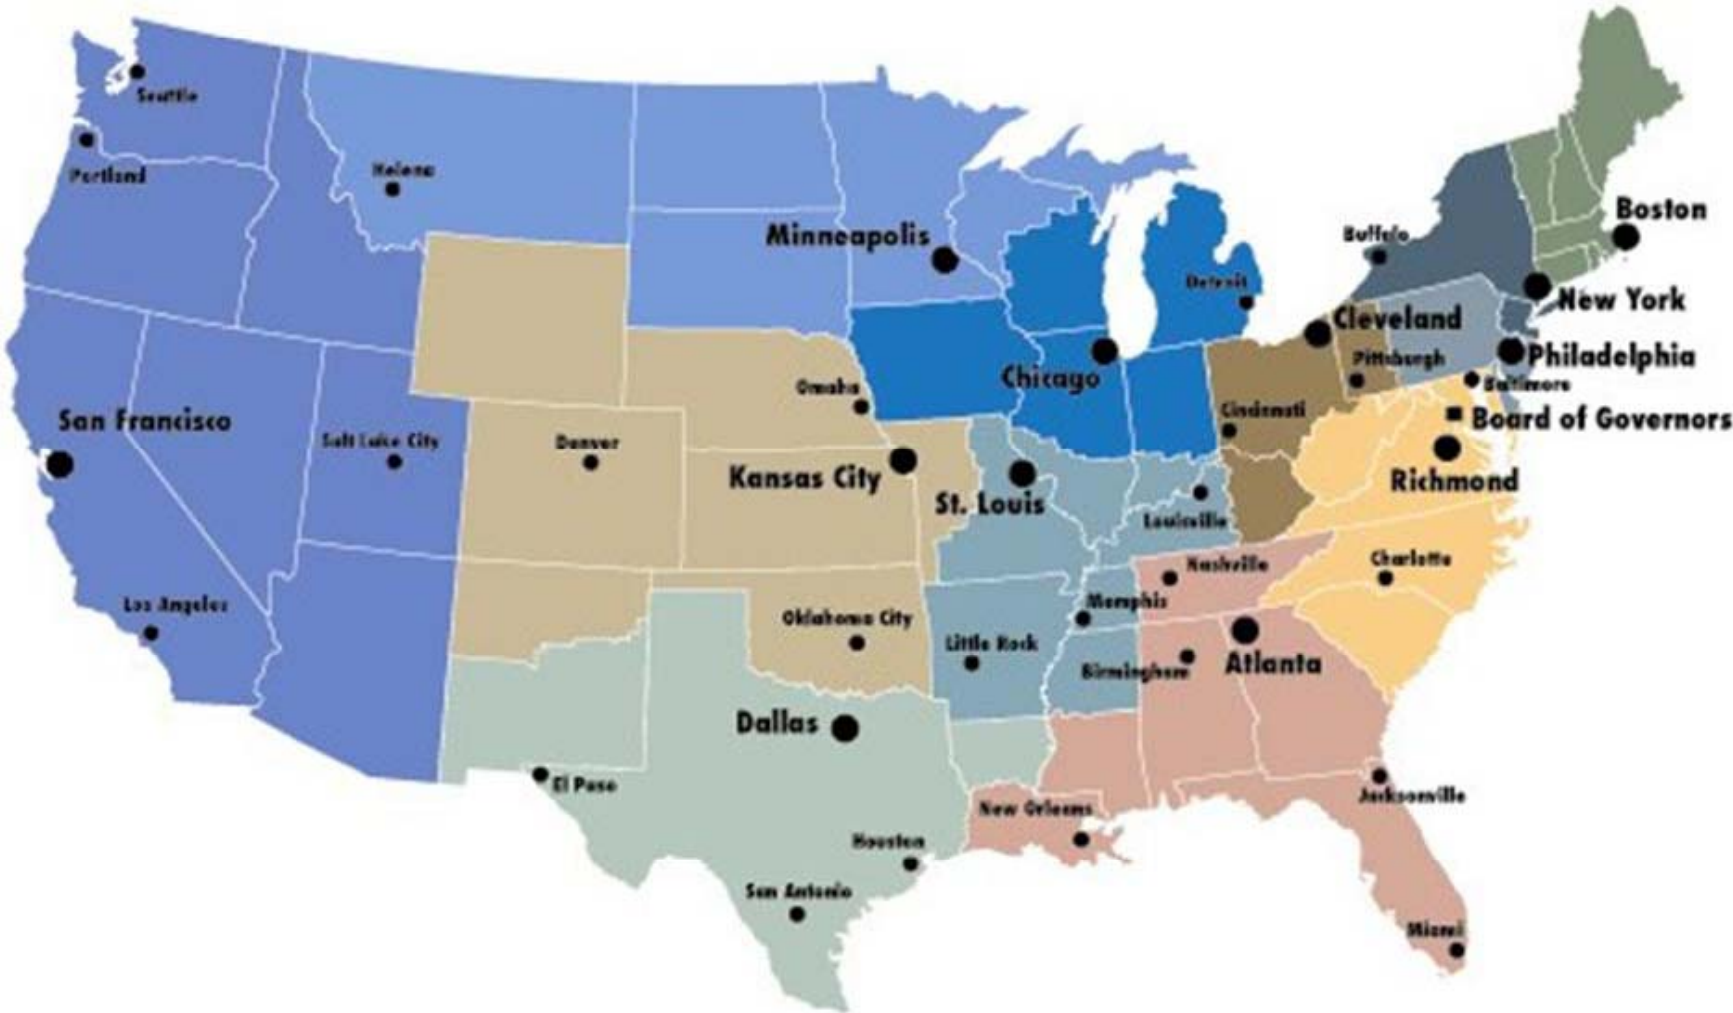 Seattle
Portland
Helena
Minneapolis
Boston
Buffalo
Detroit
New York
Cleveland
Philadelphia
Pittsburgh
Chicago
Baltimore
Omaha
Cincinnati
Board of Governors
San Francisco
Salt Lake City
Denver
Kansas City
Richmond
St. Louis
Louisville
Charlotte
Nashville
Los Angeles
Memphis
Oklahoma City
Little Rock
Birmingham
Atlanta
Dallas
El Paso
Jacksonville
New Orleans
Houston
San Antonio
Miami